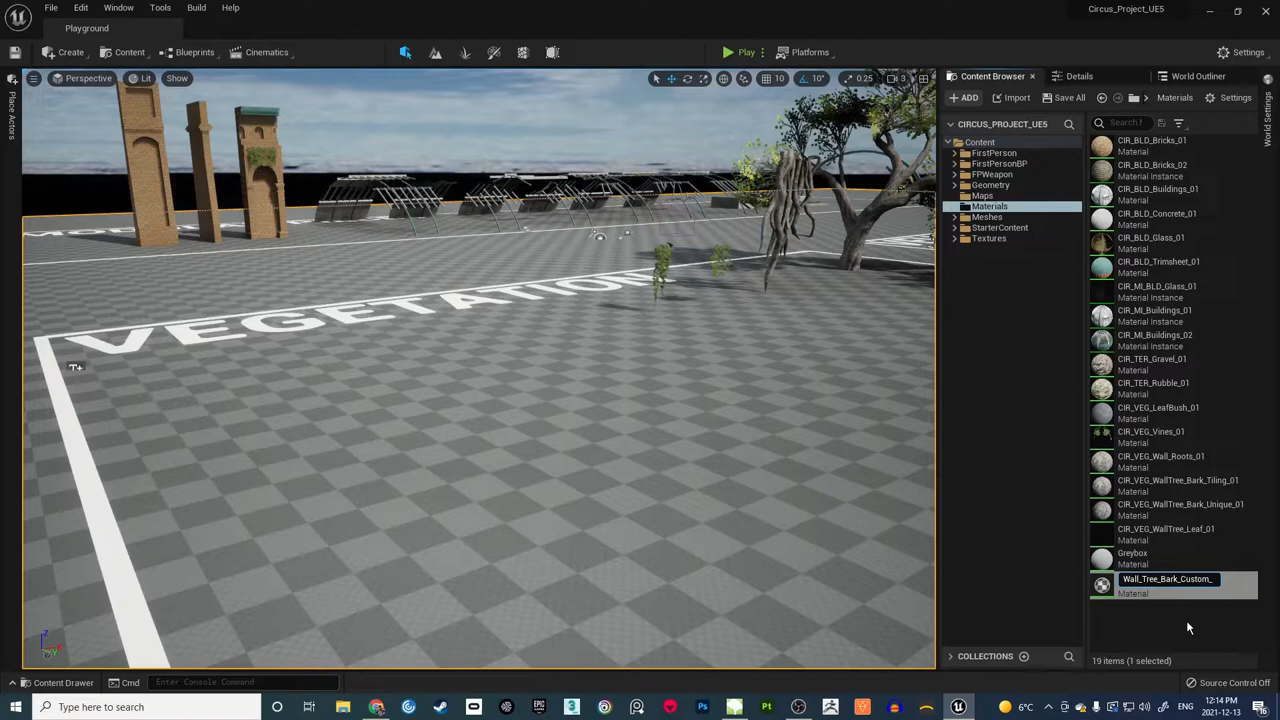 File Edit Window Tools Build Help
Circus_Project_UE5
Playground
Create Content Blueprints Cinematics Play Platforms Settings
Perspective Lit Show 10 10° 0.25 3
Place Actors
VEGETATION
Content Browser Details World Outliner
ADD Import Save All Materials Settings
World Settings
CIRCUS_PROJECT_UE5
Content
FirstPerson
FirstPersonBP
FPWeapon
Geometry
Maps
Materials
Meshes
StarterContent
Textures
CIR_BLD_Bricks_01
Material
CIR_BLD_Bricks_02
Material
CIR_BLD_Buildings_01
Material
CIR_BLD_Concrete_01
Material
CIR_BLD_Glass_01
Material
CIR_BLD_Trimsheet_01
Material
CIR_MI_BLD_Glass_01
Material Instance
CIR_MI_Buildings_01
Material Instance
CIR_MI_Buildings_02
Material Instance
CIR_TER_Gravel_01
Material
CIR_TER_Rubble_01
Material
CIR_VEG_LeafBush_01
Material
CIR_VEG_Vines_01
Material
CIR_VEG_Wall_Roots_01
Material
CIR_VEG_WallTree_Bark_Tiling_01
Material
CIR_VEG_WallTree_Bark_Unique_01
Material
CIR_VEG_WallTree_Leaf_01
Material
Greybox
Material
Wall_Tree_Bark_Custom_
Material
COLLECTIONS
19 items (1 selected)
Content Drawer Cmd Enter Console Command Source Control Off
Type here to search
6°C ENG
12:14 PM
2021-12-13